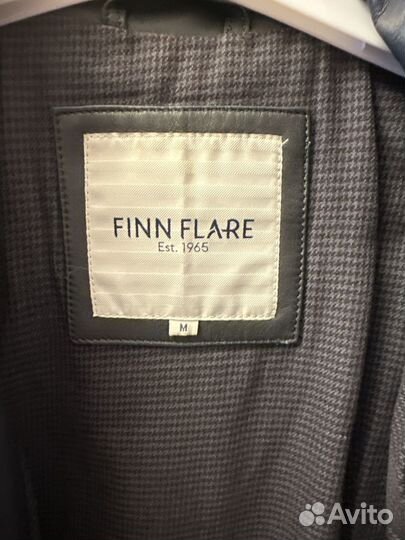 FINN FLARE
Est. 1965
M
Avito